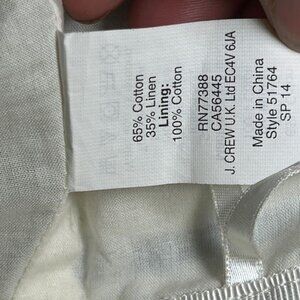 65% Cotton
35% Linen
Lining:
100% Cotton
RN77388
CA56445
J. CREW U.K. Ltd EC4V 6JA
Made in China
Style 51764
SP 14